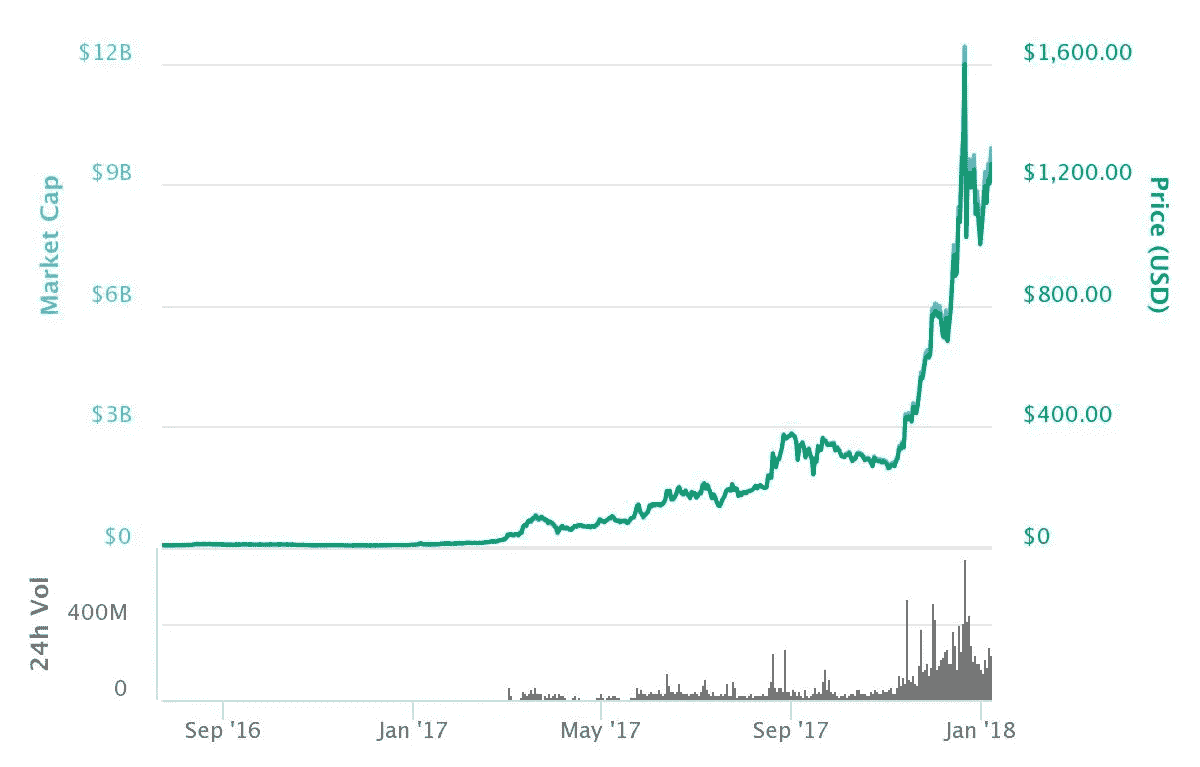 $12B
$1,600.00
$9B
$1,200.00
Market Cap
Price (USD)
$6B
$800.00
$3B
$400.00
$0
$0
24h Vol
400M
0
Sep '16
Jan '17
May '17
Sep '17
Jan '18